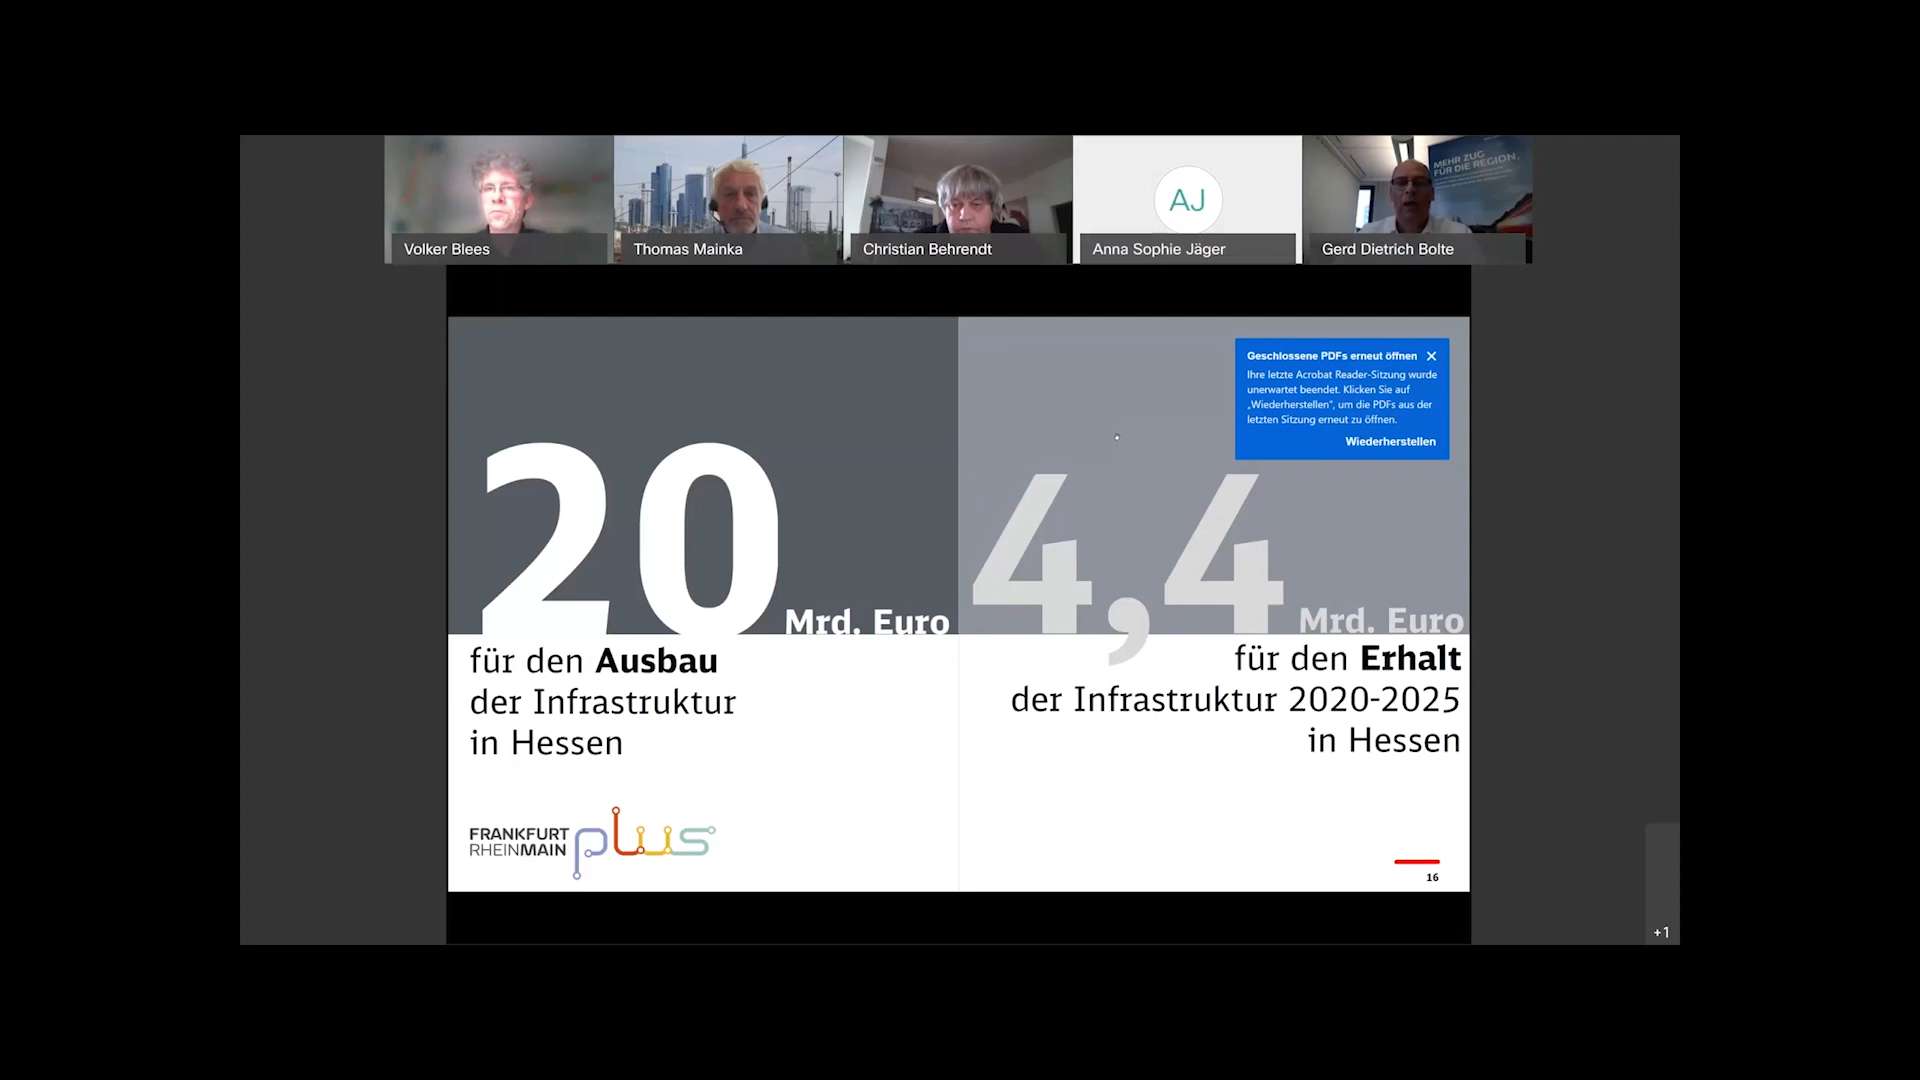 MEHR ZUG
FÜR DIE REGION.
AJ
Volker Blees
Thomas Mainka
Christian Behrendt
Anna Sophie Jäger
Gerd Dietrich Bolte
Geschlossene PDFs erneut öffnen
Ihre letzte Acrobat Reader-Sitzung wurde
unerwartet beendet. Klicken Sie auf
„Wiederherstellen“, um die PDFs aus der
letzten Sitzung erneut zu öffnen.
Wiederherstellen
20 Mrd. Euro
für den Ausbau
der Infrastruktur
in Hessen
4,4 Mrd. Euro
für den Erhalt
der Infrastruktur 2020-2025
in Hessen
FRANKFURT
RHEINMAIN
plus
16
+1